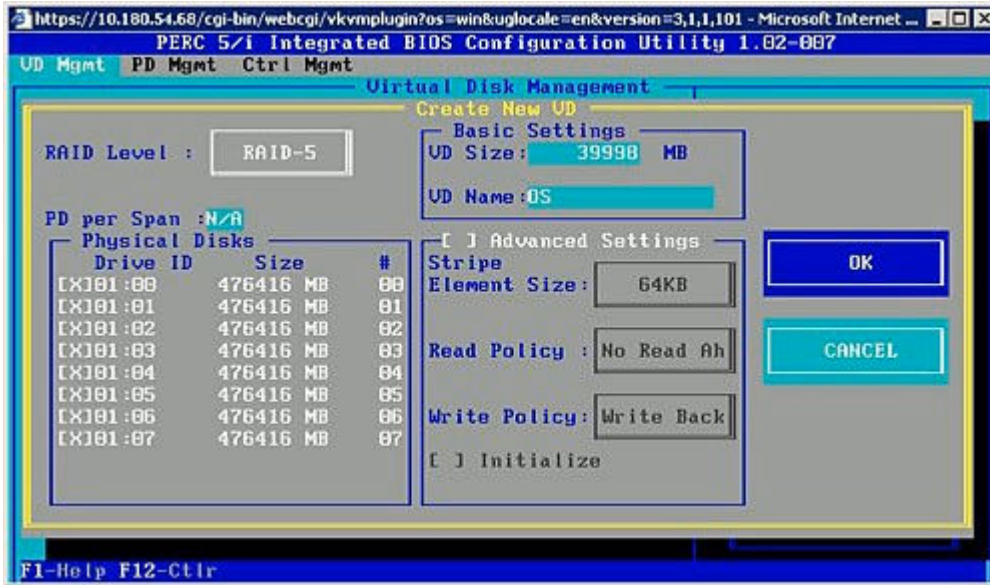 https://10.180.54.68/cgi-bin/webcgi/vkvmplugin?os=win&uglocale=en&version=3,1,1,101 - Microsoft Internet ...
PERC 5/i Integrated BIOS Configuration Utility 1.02-007
VD Mgmt PD Mgmt Ctrl Mgmt
Virtual Disk Management
Create New VD
RAID Level : RAID-5
PD per Span :N/A
Physical Disks
Drive ID Size #
[X]01:00 476416 MB 00
[X]01:01 476416 MB 01
[X]01:02 476416 MB 02
[X]01:03 476416 MB 03
[X]01:04 476416 MB 04
[X]01:05 476416 MB 05
[X]01:06 476416 MB 06
[X]01:07 476416 MB 07
Basic Settings
VD Size: 39998 MB
VD Name:OS
[ ] Advanced Settings
Stripe
Element Size: 64KB
Read Policy : No Read Ah
Write Policy: Write Back
[ ] Initialize
OK
CANCEL
F1-Help F12-Ctlr